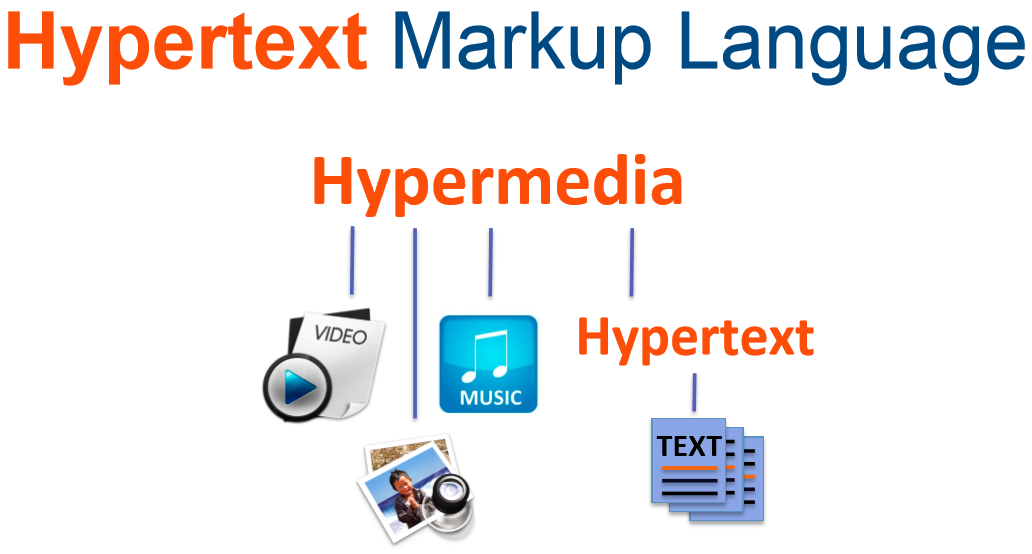 Hypertext Markup Language
Hypermedia
VIDEO
MUSIC
Hypertext
TEXT